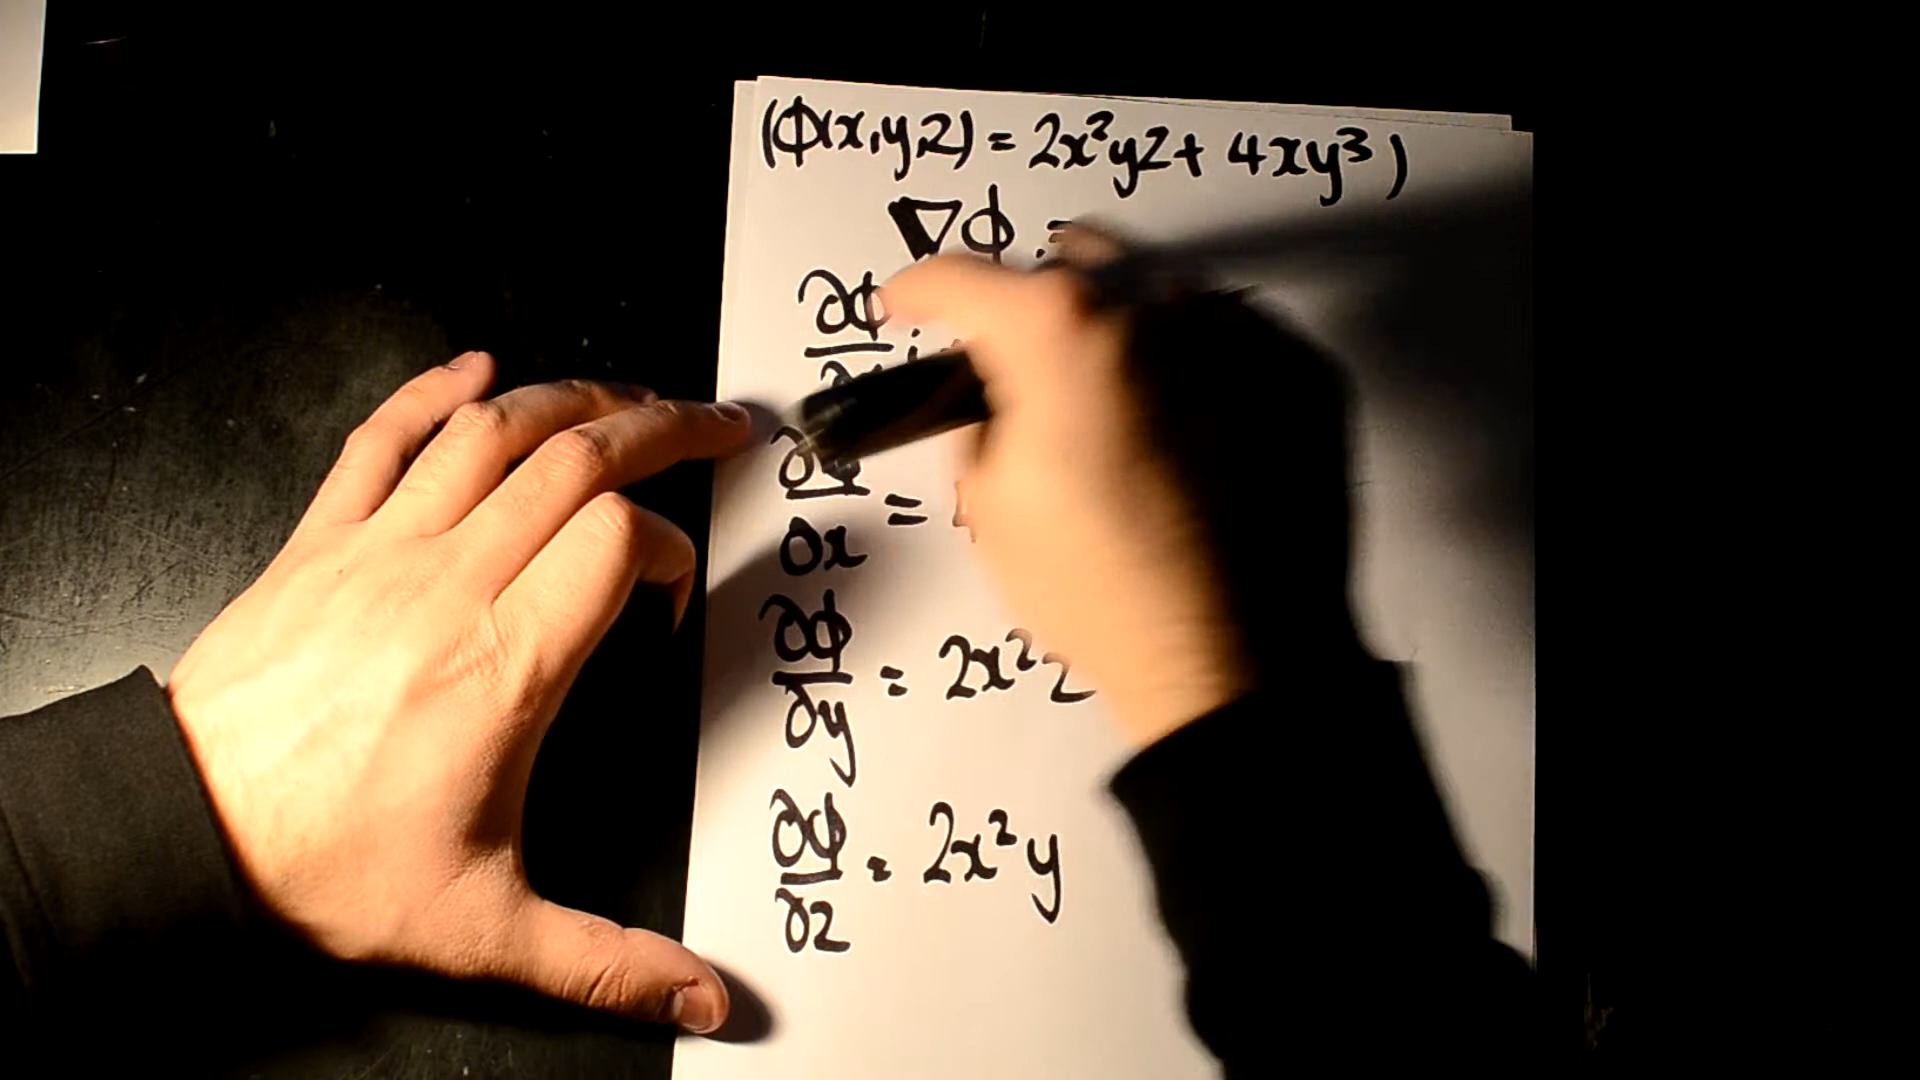 (ϕ(x,y,z) = 2x²yz + 4xy³)
∇ϕ =
∂ϕ
i
∂ϕ/∂x =
∂ϕ/∂y = 2x²z
∂ϕ/∂z = 2x²y